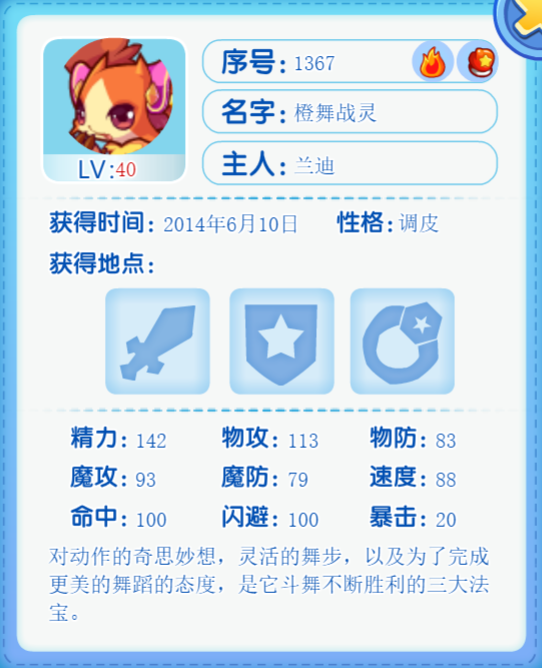 序号：1367
名字：橙舞战灵
LV:40
主人：兰迪
获得时间：2014年6月10日 性格：调皮
获得地点：
精力：142 物攻：113 物防：83
魔攻：93 魔防：79 速度：88
命中：100 闪避：100 暴击：20
对动作的奇思妙想，灵活的舞步，以及为了完成
更美的舞蹈的态度，是它斗舞不断胜利的三大法
宝。